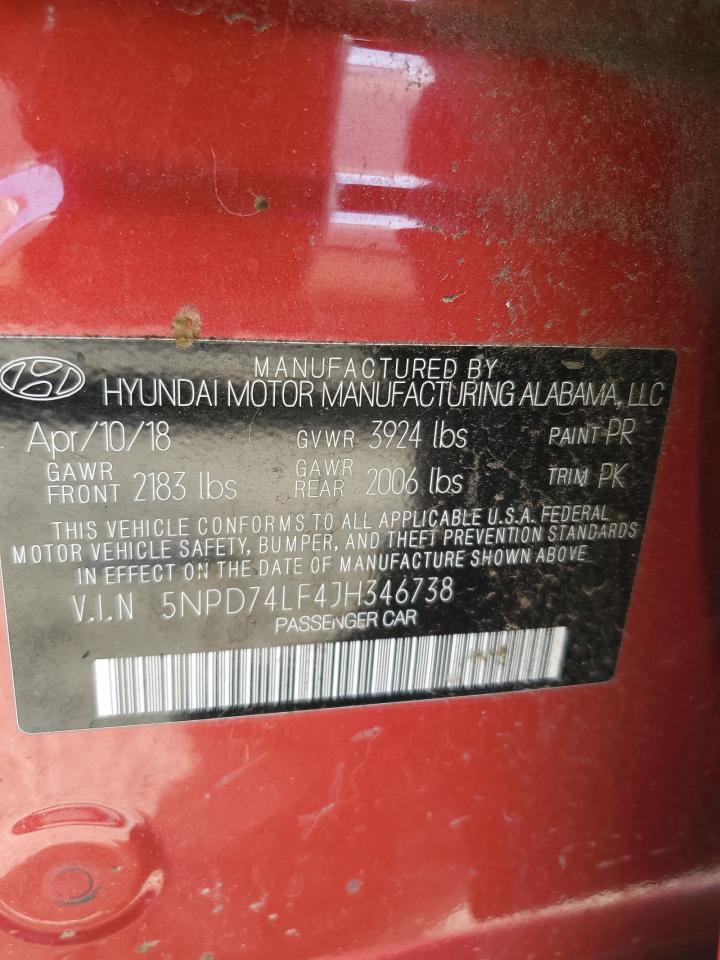 MANUFACTURED BY
HYUNDAI MOTOR MANUFACTURING ALABAMA, LLC
Apr/10/18 GVWR 3924 lbs PAINT PR
GAWR FRONT 2183 lbs GAWR REAR 2006 lbs TRIM PK
THIS VEHICLE CONFORMS TO ALL APPLICABLE U.S.A. FEDERAL
MOTOR VEHICLE SAFETY, BUMPER, AND THEFT PREVENTION STANDARDS
IN EFFECT ON THE DATE OF MANUFACTURE SHOWN ABOVE.
V.I.N 5NPD74LF4JH346738
PASSENGER CAR